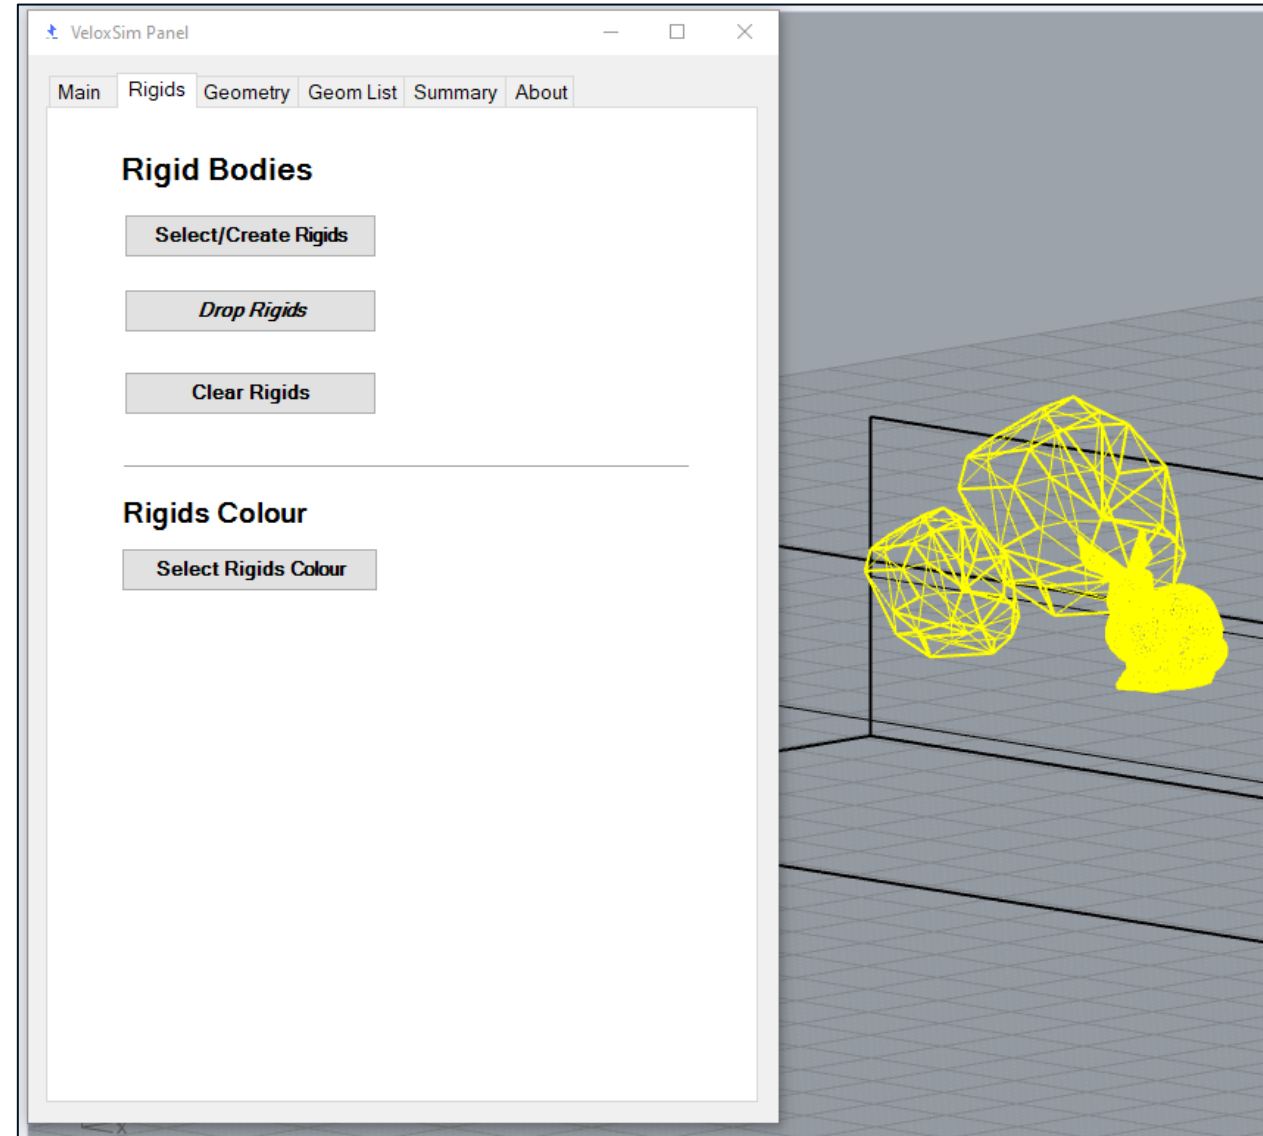 VeloxSim Panel
Main Rigids Geometry Geom List Summary About
Rigid Bodies
Select/Create Rigids
Drop Rigids
Clear Rigids
Rigids Colour
Select Rigids Colour
x